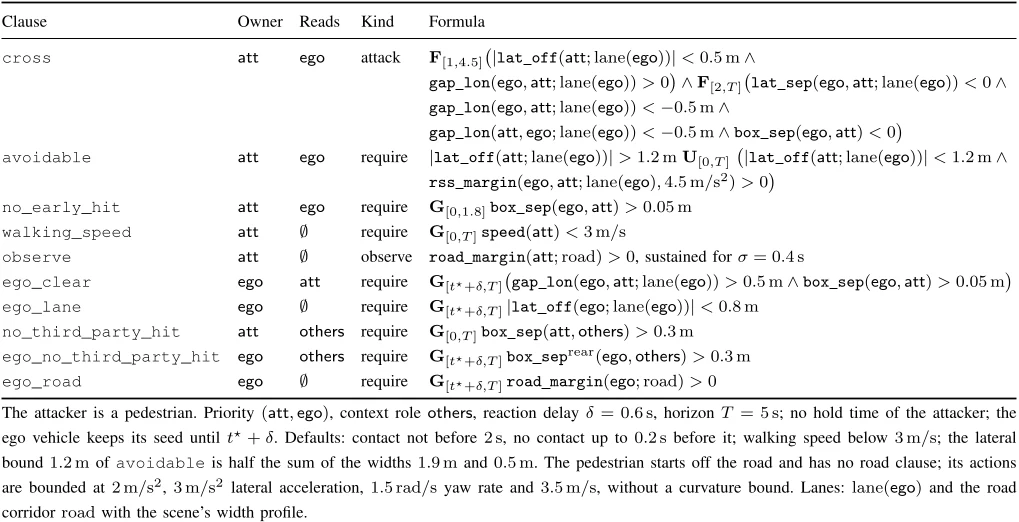 Clause Owner Reads Kind Formula
cross att ego attack F[1,4.5](|lat_off(att; lane(ego))| < 0.5 m ∧
gap_lon(ego, att; lane(ego)) > 0) ∧ F[2,T](lat_sep(ego, att; lane(ego)) < 0 ∧
gap_lon(ego, att; lane(ego)) < −0.5 m ∧
gap_lon(att, ego; lane(ego)) < −0.5 m ∧ box_sep(ego, att) < 0)
avoidable att ego require |lat_off(att; lane(ego))| > 1.2 m U[0,T] (|lat_off(att; lane(ego))| < 1.2 m ∧
rss_margin(ego, att; lane(ego), 4.5 m/s²) > 0)
no_early_hit att ego require G[0,1.8] box_sep(ego, att) > 0.05 m
walking_speed att ∅ require G[0,T] speed(att) < 3 m/s
observe att ∅ observe road_margin(att; road) > 0, sustained for σ = 0.4 s
ego_clear ego att require G[t⋆+δ,T](gap_lon(ego, att; lane(ego)) > 0.5 m ∧ box_sep(ego, att) > 0.05 m)
ego_lane ego ∅ require G[t⋆+δ,T] |lat_off(ego; lane(ego))| < 0.8 m
no_third_party_hit att others require G[0,T] box_sep(att, others) > 0.3 m
ego_no_third_party_hit ego others require G[t⋆+δ,T] box_sep^rear(ego, others) > 0.3 m
ego_road ego ∅ require G[t⋆+δ,T] road_margin(ego; road) > 0
The attacker is a pedestrian. Priority (att, ego), context role others, reaction delay δ = 0.6 s, horizon T = 5 s; no hold time of the attacker; the
ego vehicle keeps its seed until t⋆ + δ. Defaults: contact not before 2 s, no contact up to 0.2 s before it; walking speed below 3 m/s; the lateral
bound 1.2 m of avoidable is half the sum of the widths 1.9 m and 0.5 m. The pedestrian starts off the road and has no road clause; its actions
are bounded at 2 m/s², 3 m/s² lateral acceleration, 1.5 rad/s yaw rate and 3.5 m/s, without a curvature bound. Lanes: lane(ego) and the road
corridor road with the scene's width profile.